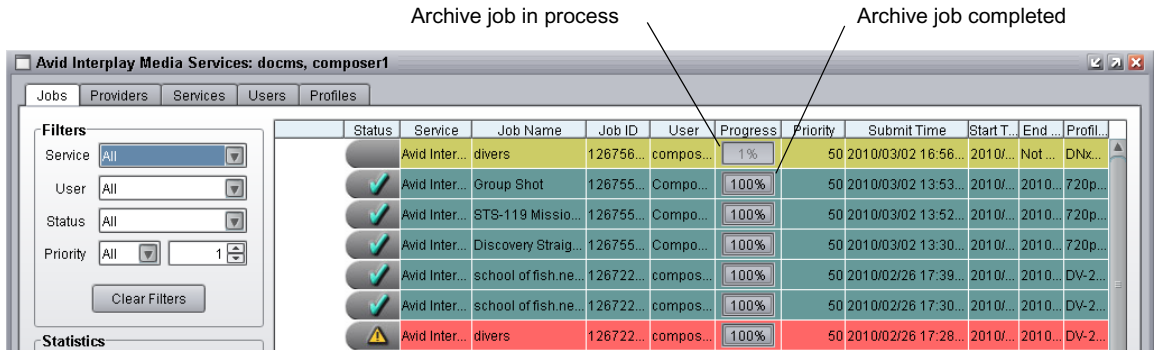 Archive job in process Archive job completed
Avid Interplay Media Services: docms, composer1
Jobs Providers Services Users Profiles
Filters
Service All
User All
Status All
Priority All 1
Clear Filters
Statistics
Status Service Job Name Job ID User Progress Priority Submit Time Start T... End ... Profil...
Avid Inter... divers 126756... compos... 1% 50 2010/03/02 16:56... 2010/... Not ... DNx...
Avid Inter... Group Shot 126755... Compo... 100% 50 2010/03/02 13:53... 2010/... 2010... 720p...
Avid Inter... STS-119 Missio... 126755... Compo... 100% 50 2010/03/02 13:52... 2010/... 2010... 720p...
Avid Inter... Discovery Straig... 126755... Compo... 100% 50 2010/03/02 13:30... 2010/... 2010... 720p...
Avid Inter... school of fish.ne... 126722... compos... 100% 50 2010/02/26 17:39... 2010/... 2010... DV-2...
Avid Inter... school of fish.ne... 126722... compos... 100% 50 2010/02/26 17:30... 2010/... 2010... DV-2...
Avid Inter... divers 126722... compos... 100% 50 2010/02/26 17:28... 2010/... 2010... DV-2...